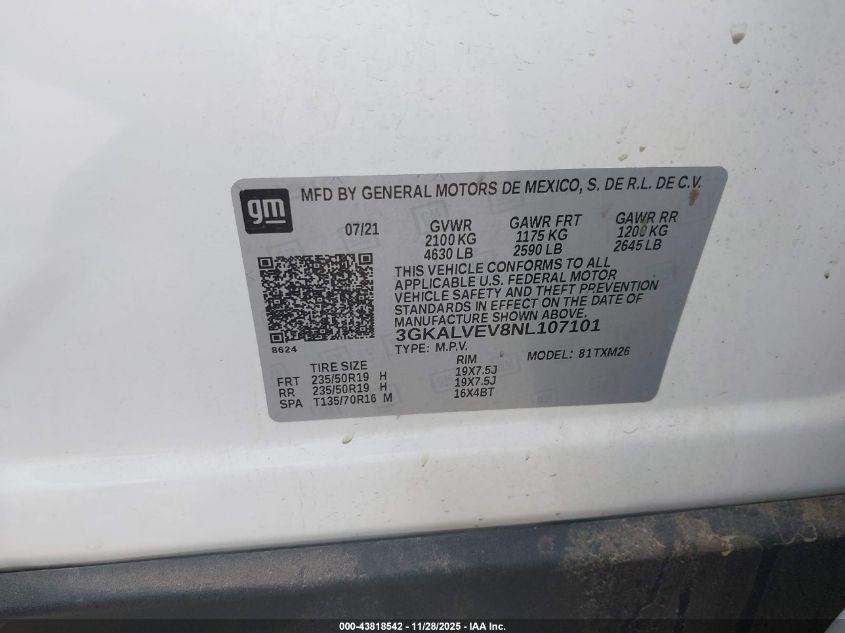 gm
MFD BY GENERAL MOTORS DE MEXICO, S. DE R.L. DE C.V.
07/21 GVWR GAWR FRT GAWR RR
2100 KG 1175 KG 1200 KG
4630 LB 2590 LB 2645 LB
THIS VEHICLE CONFORMS TO ALL
APPLICABLE U.S. FEDERAL MOTOR
VEHICLE SAFETY AND THEFT PREVENTION
STANDARDS IN EFFECT ON THE DATE OF
MANUFACTURE SHOWN ABOVE.
3GKALVEV8NL107101
8624
TYPE: M.P.V. MODEL: 81TXM26
TIRE SIZE RIM
FRT 235/50R19 H 19X7.5J
RR 235/50R19 H 19X7.5J
SPA T135/70R16 M 16X4BT
000-43818542 - 11/28/2025 - IAA Inc.